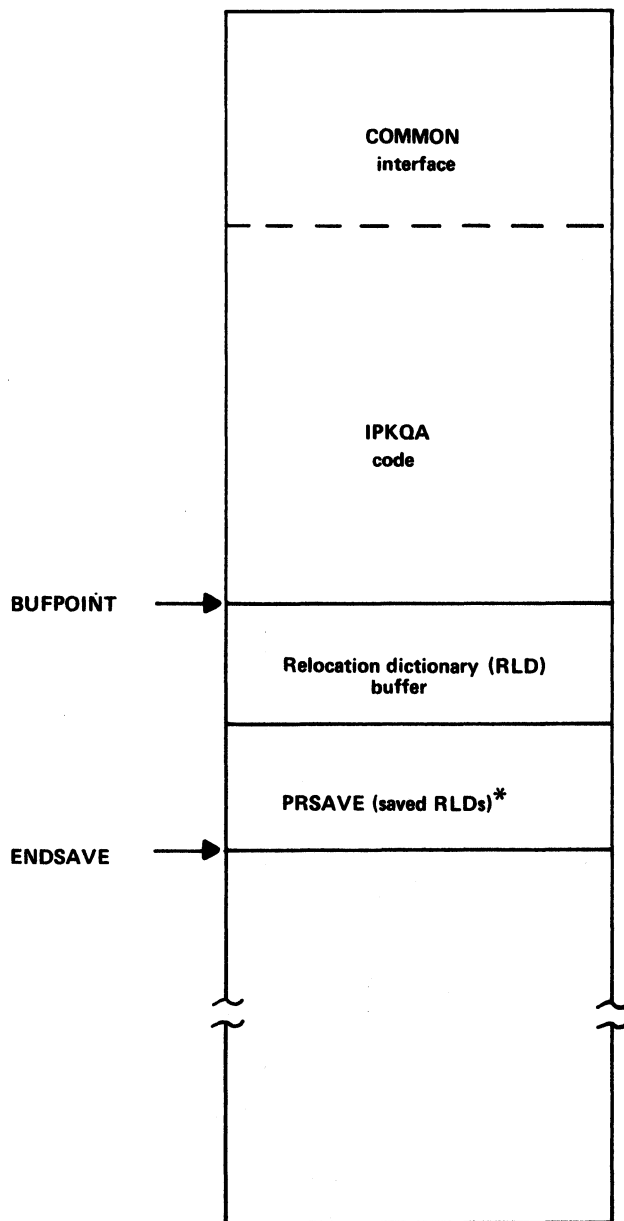 COMMON
interface
IPKQA
code
BUFPOINT
Relocation dictionary (RLD)
buffer
PRSAVE (saved RLDs)*
ENDSAVE